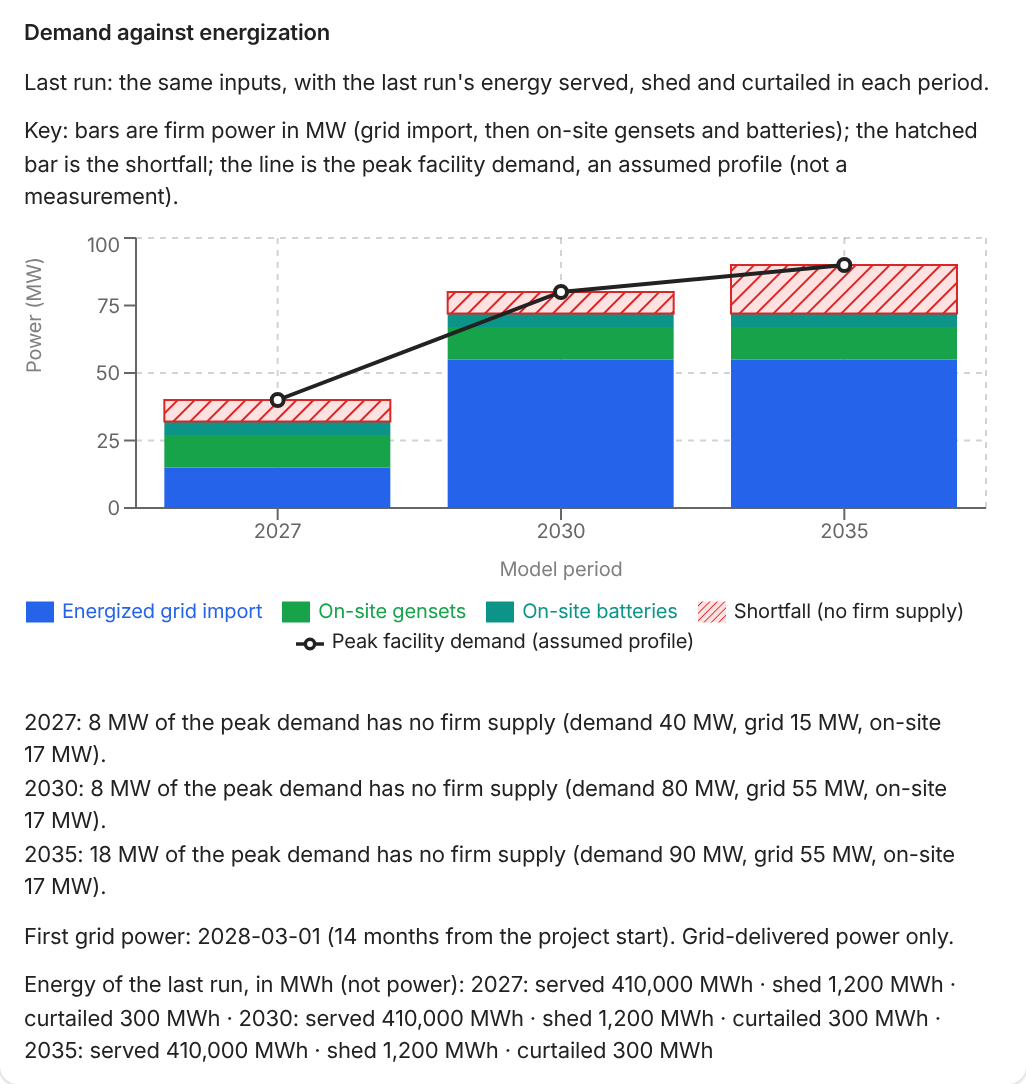 Demand against energization
Last run: the same inputs, with the last run's energy served, shed and curtailed in each period.
Key: bars are firm power in MW (grid import, then on-site gensets and batteries); the hatched
bar is the shortfall; the line is the peak facility demand, an assumed profile (not a
measurement).
Power (MW)
100
75
50
25
0
2027
2030
2035
Model period
Energized grid import
On-site gensets
On-site batteries
Shortfall (no firm supply)
Peak facility demand (assumed profile)
2027: 8 MW of the peak demand has no firm supply (demand 40 MW, grid 15 MW, on-site
17 MW).
2030: 8 MW of the peak demand has no firm supply (demand 80 MW, grid 55 MW, on-site
17 MW).
2035: 18 MW of the peak demand has no firm supply (demand 90 MW, grid 55 MW, on-site
17 MW).
First grid power: 2028-03-01 (14 months from the project start). Grid-delivered power only.
Energy of the last run, in MWh (not power): 2027: served 410,000 MWh · shed 1,200 MWh ·
curtailed 300 MWh · 2030: served 410,000 MWh · shed 1,200 MWh · curtailed 300 MWh ·
2035: served 410,000 MWh · shed 1,200 MWh · curtailed 300 MWh